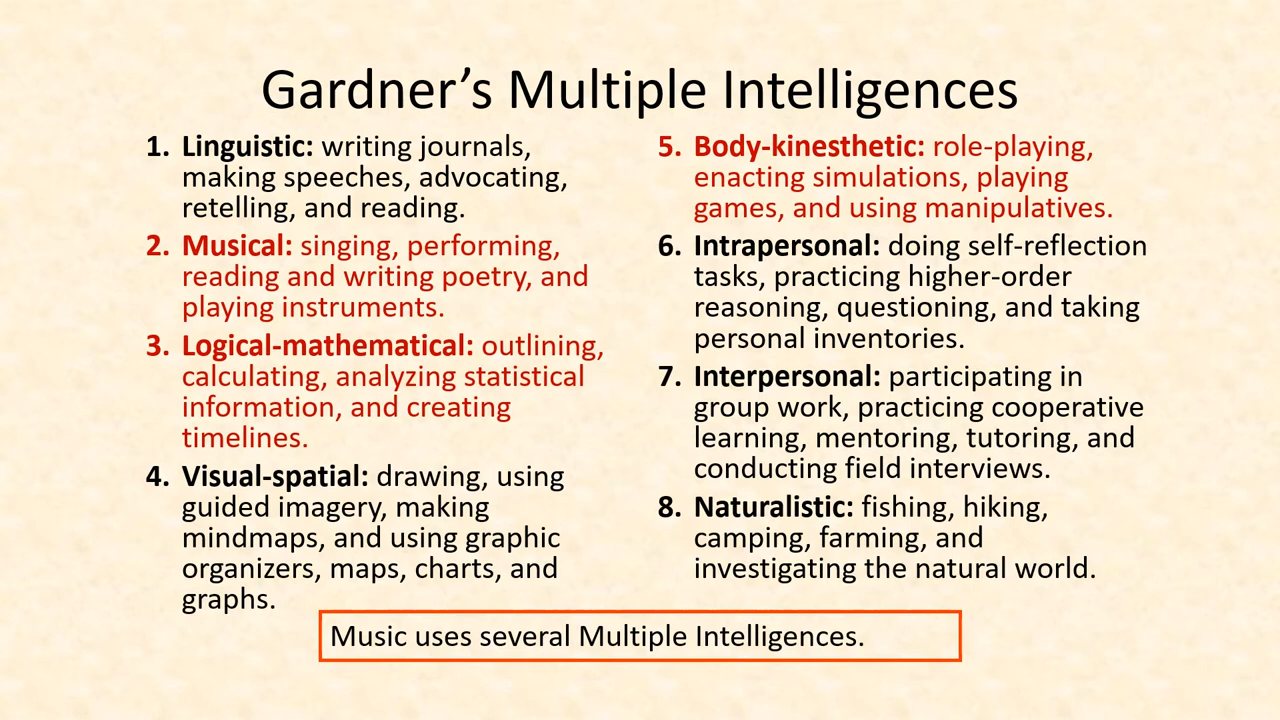 Gardner’s Multiple Intelligences
1. Linguistic: writing journals,
making speeches, advocating,
retelling, and reading.
2. Musical: singing, performing,
reading and writing poetry, and
playing instruments.
3. Logical-mathematical: outlining,
calculating, analyzing statistical
information, and creating
timelines.
4. Visual-spatial: drawing, using
guided imagery, making
mindmaps, and using graphic
organizers, maps, charts, and
graphs.
5. Body-kinesthetic: role-playing,
enacting simulations, playing
games, and using manipulatives.
6. Intrapersonal: doing self-reflection
tasks, practicing higher-order
reasoning, questioning, and taking
personal inventories.
7. Interpersonal: participating in
group work, practicing cooperative
learning, mentoring, tutoring, and
conducting field interviews.
8. Naturalistic: fishing, hiking,
camping, farming, and
investigating the natural world.
Music uses several Multiple Intelligences.